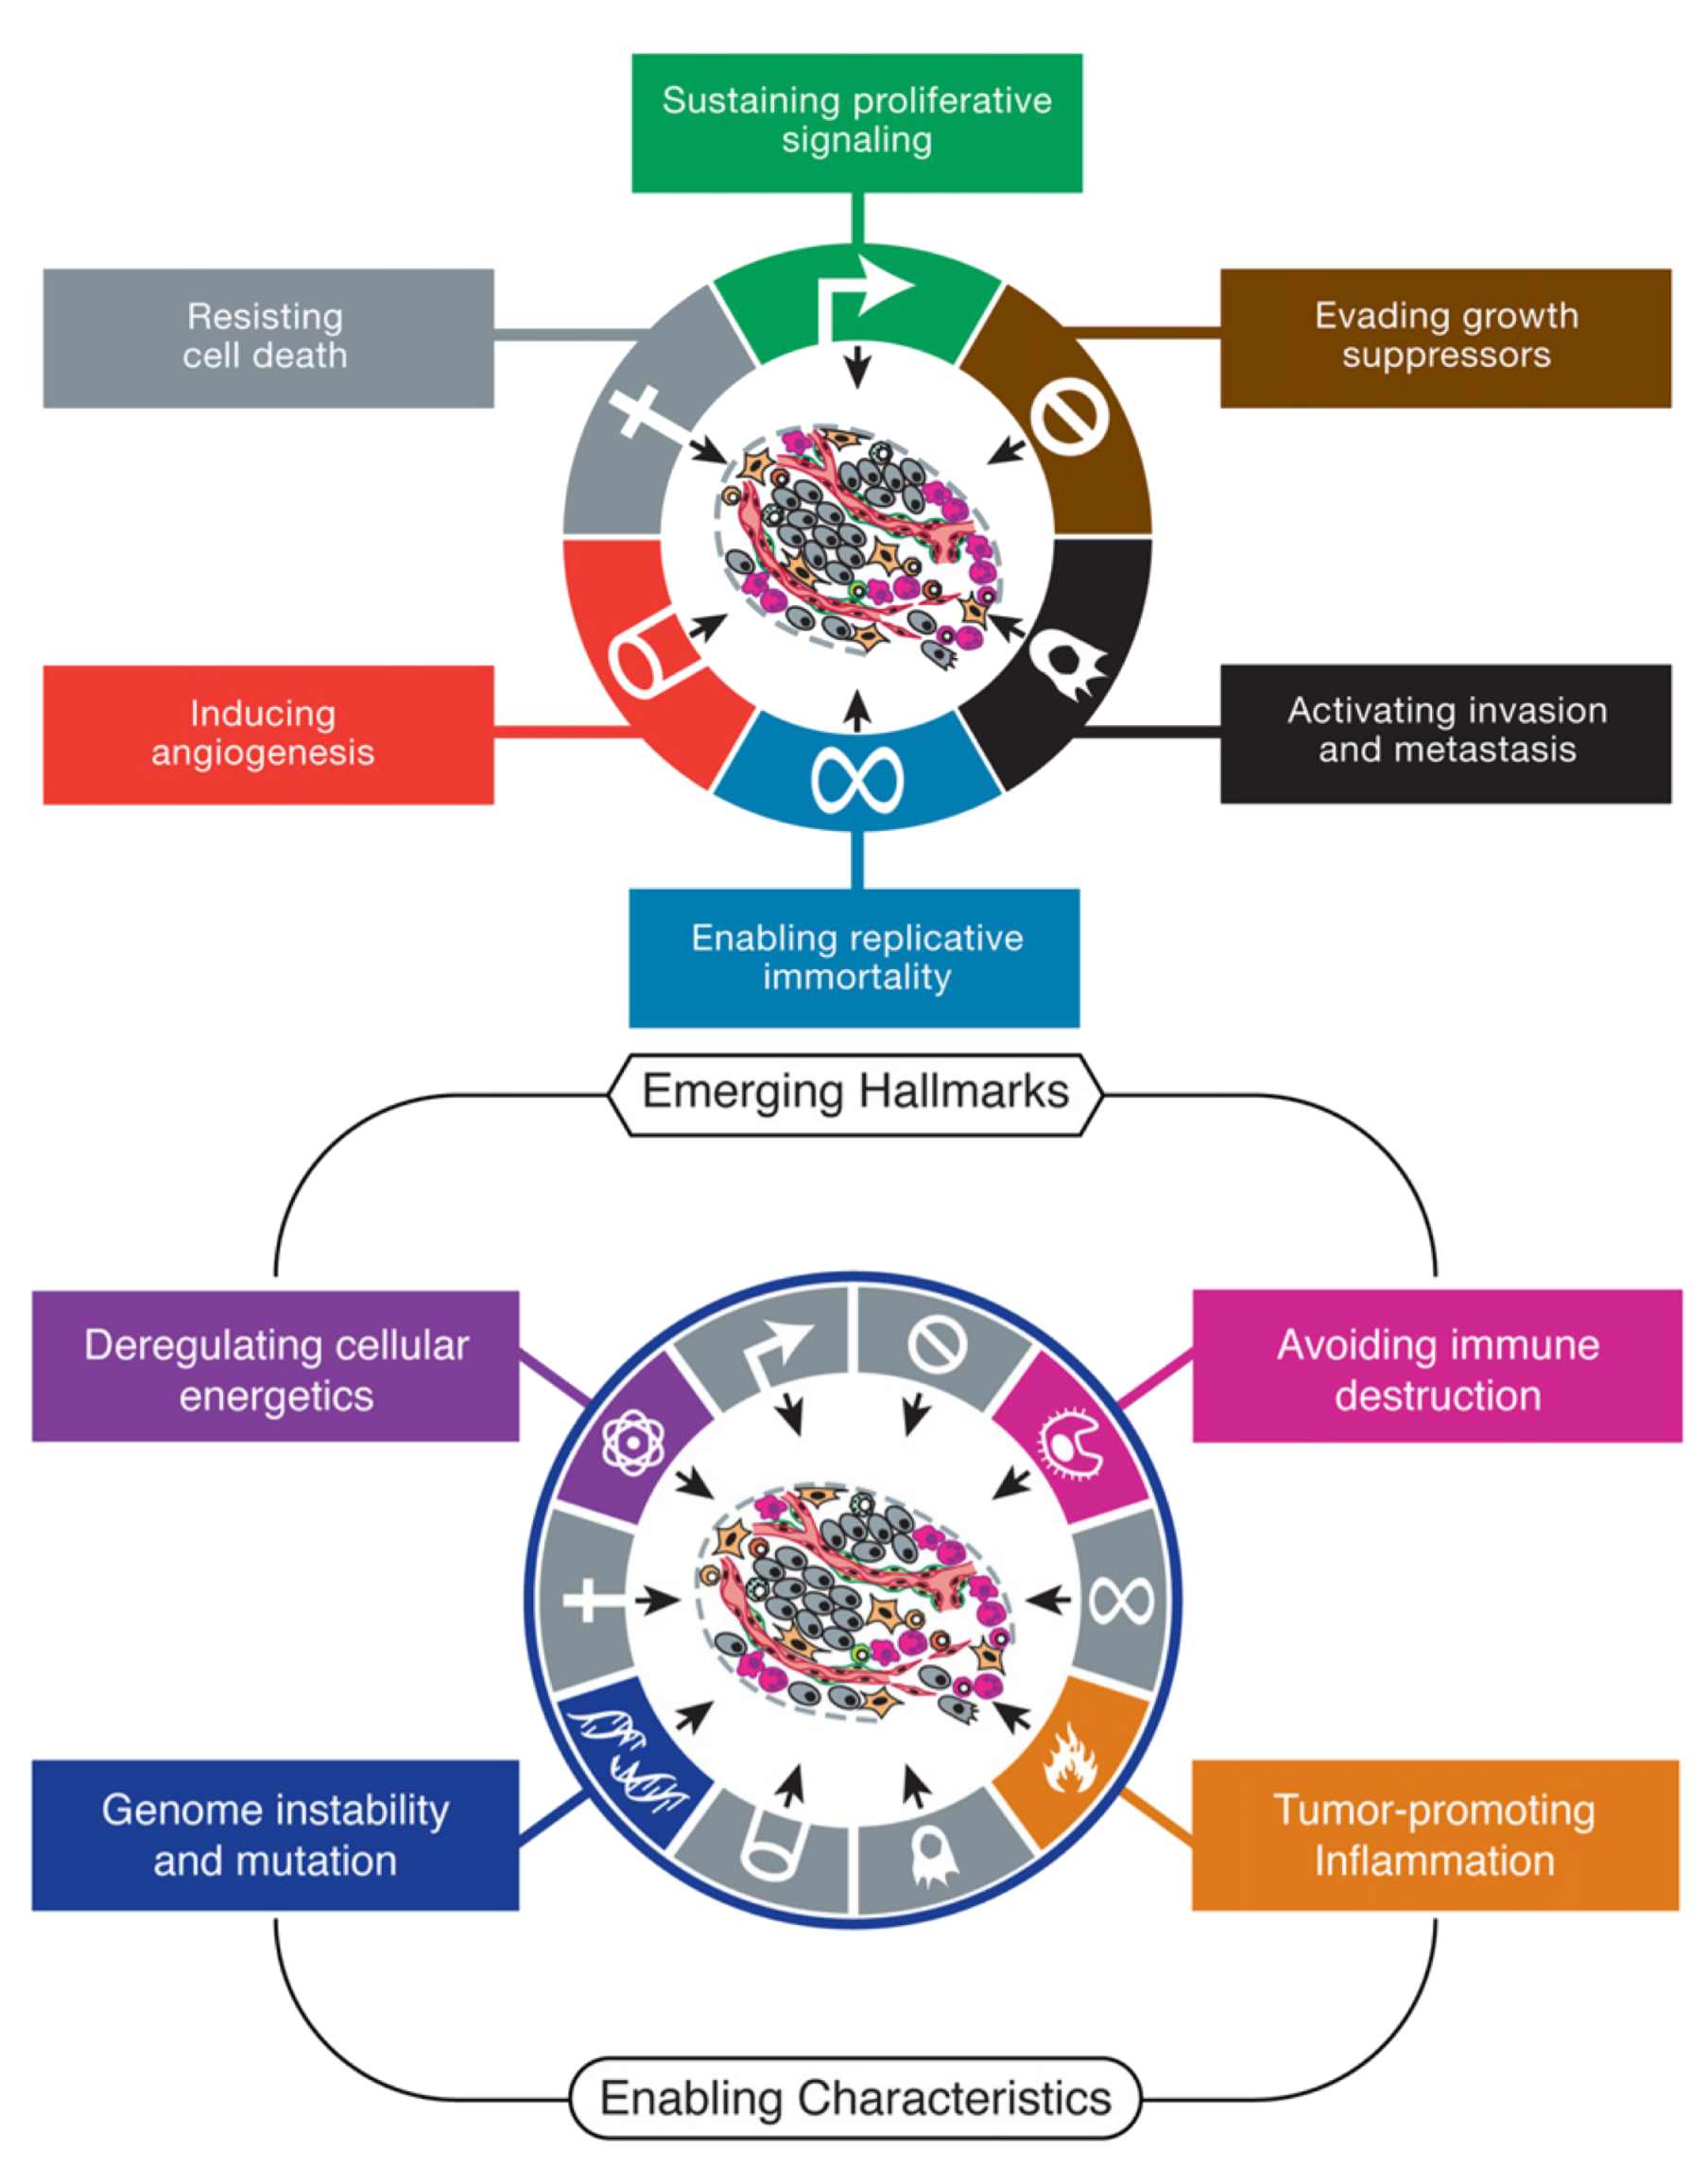 Sustaining proliferative
signaling
Resisting
cell death
Evading growth
suppressors
Inducing
angiogenesis
Activating invasion
and metastasis
Enabling replicative
immortality
Emerging Hallmarks
Deregulating cellular
energetics
Avoiding immune
destruction
Genome instability
and mutation
Tumor-promoting
Inflammation
Enabling Characteristics